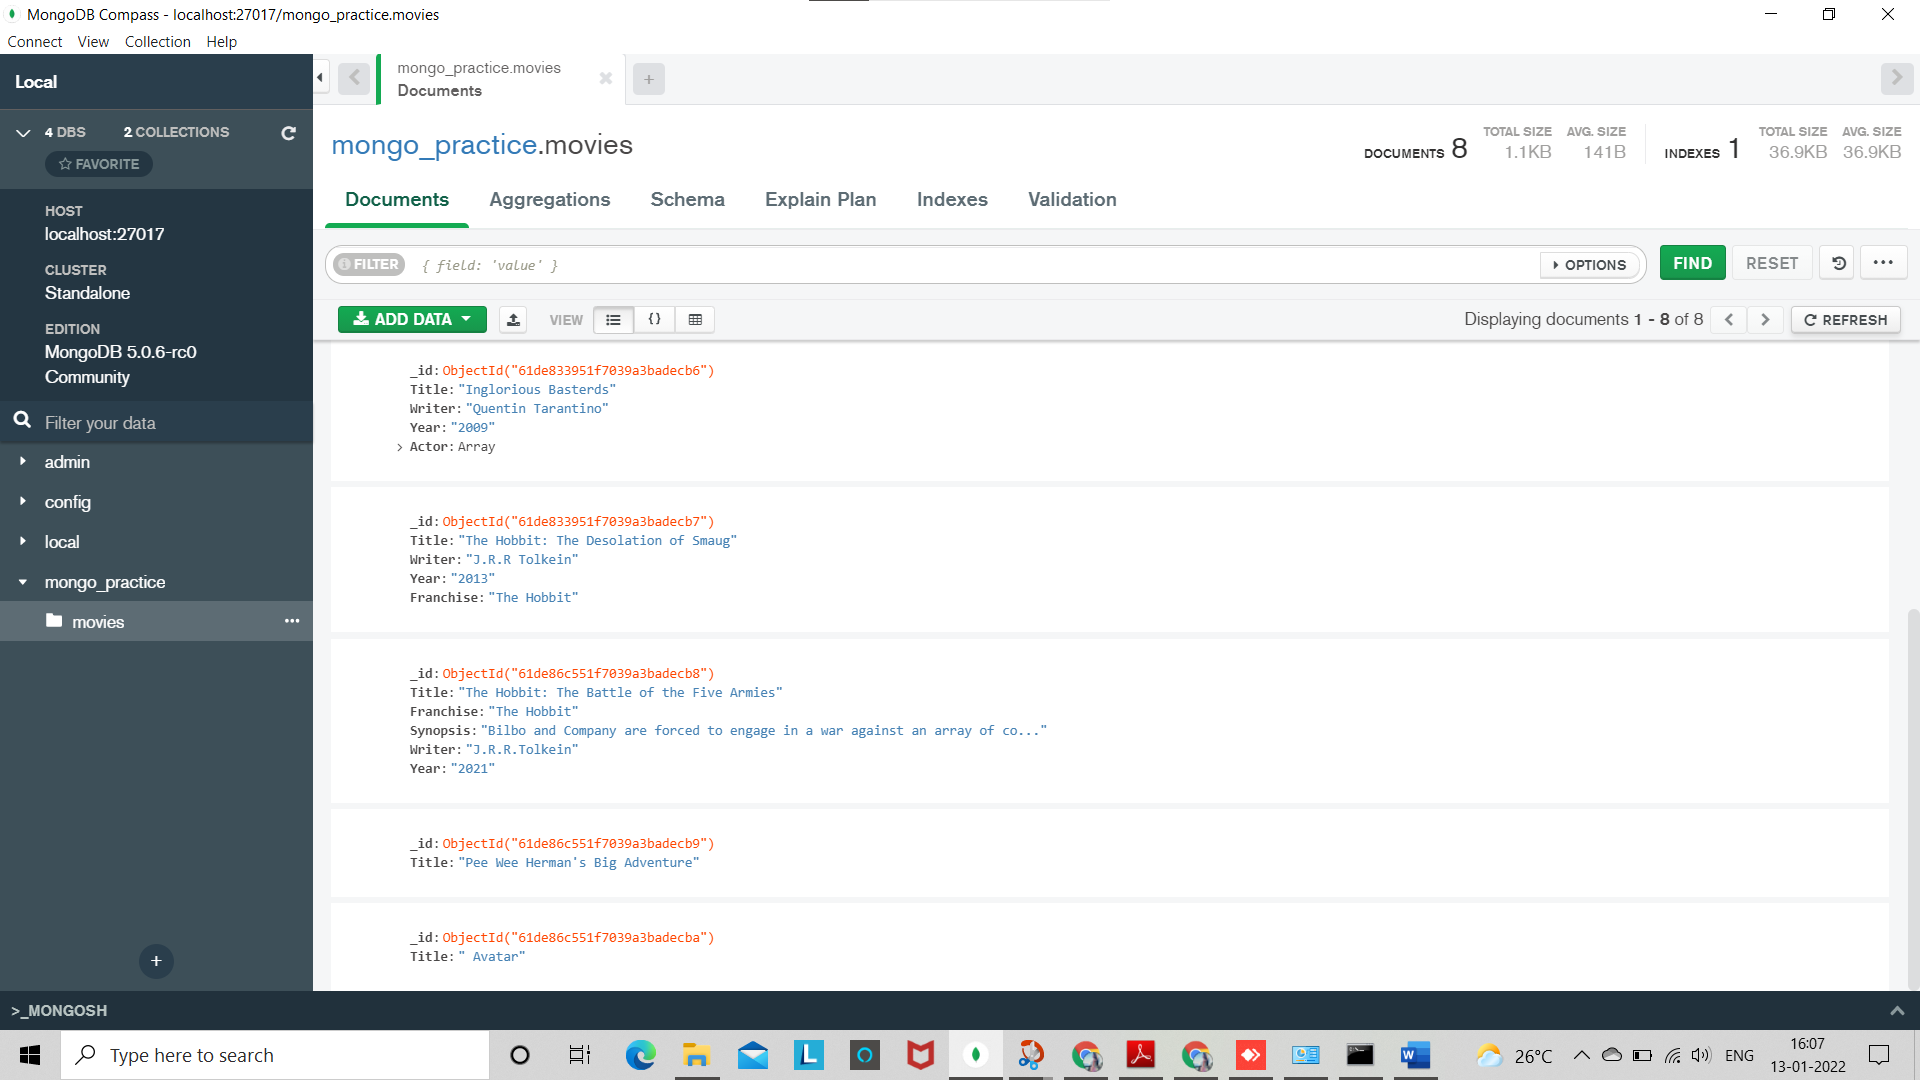 MongoDB Compass - localhost:27017/mongo_practice.movies
Connect View Collection Help
Local
4 DBS 2 COLLECTIONS
FAVORITE
HOST
localhost:27017
CLUSTER
Standalone
EDITION
MongoDB 5.0.6-rc0
Community
Filter your data
admin
config
local
mongo_practice
movies
mongo_practice.movies
Documents
mongo_practice.movies
DOCUMENTS 8 TOTAL SIZE 1.1KB AVG. SIZE 141B INDEXES 1 TOTAL SIZE 36.9KB AVG. SIZE 36.9KB
Documents Aggregations Schema Explain Plan Indexes Validation
FILTER { field: 'value' } OPTIONS FIND RESET
ADD DATA VIEW Displaying documents 1 - 8 of 8 REFRESH
_id: ObjectId("61de833951f7039a3badecb6")
Title: "Inglorious Basterds"
Writer: "Quentin Tarantino"
Year: "2009"
Actor: Array
_id: ObjectId("61de833951f7039a3badecb7")
Title: "The Hobbit: The Desolation of Smaug"
Writer: "J.R.R Tolkein"
Year: "2013"
Franchise: "The Hobbit"
_id: ObjectId("61de86c551f7039a3badecb8")
Title: "The Hobbit: The Battle of the Five Armies"
Franchise: "The Hobbit"
Synopsis: "Bilbo and Company are forced to engage in a war against an array of co..."
Writer: "J.R.R.Tolkein"
Year: "2021"
_id: ObjectId("61de86c551f7039a3badecb9")
Title: "Pee Wee Herman's Big Adventure"
_id: ObjectId("61de86c551f7039a3badecba")
Title: " Avatar"
>_MONGOSH
Type here to search
26°C
ENG
16:07
13-01-2022